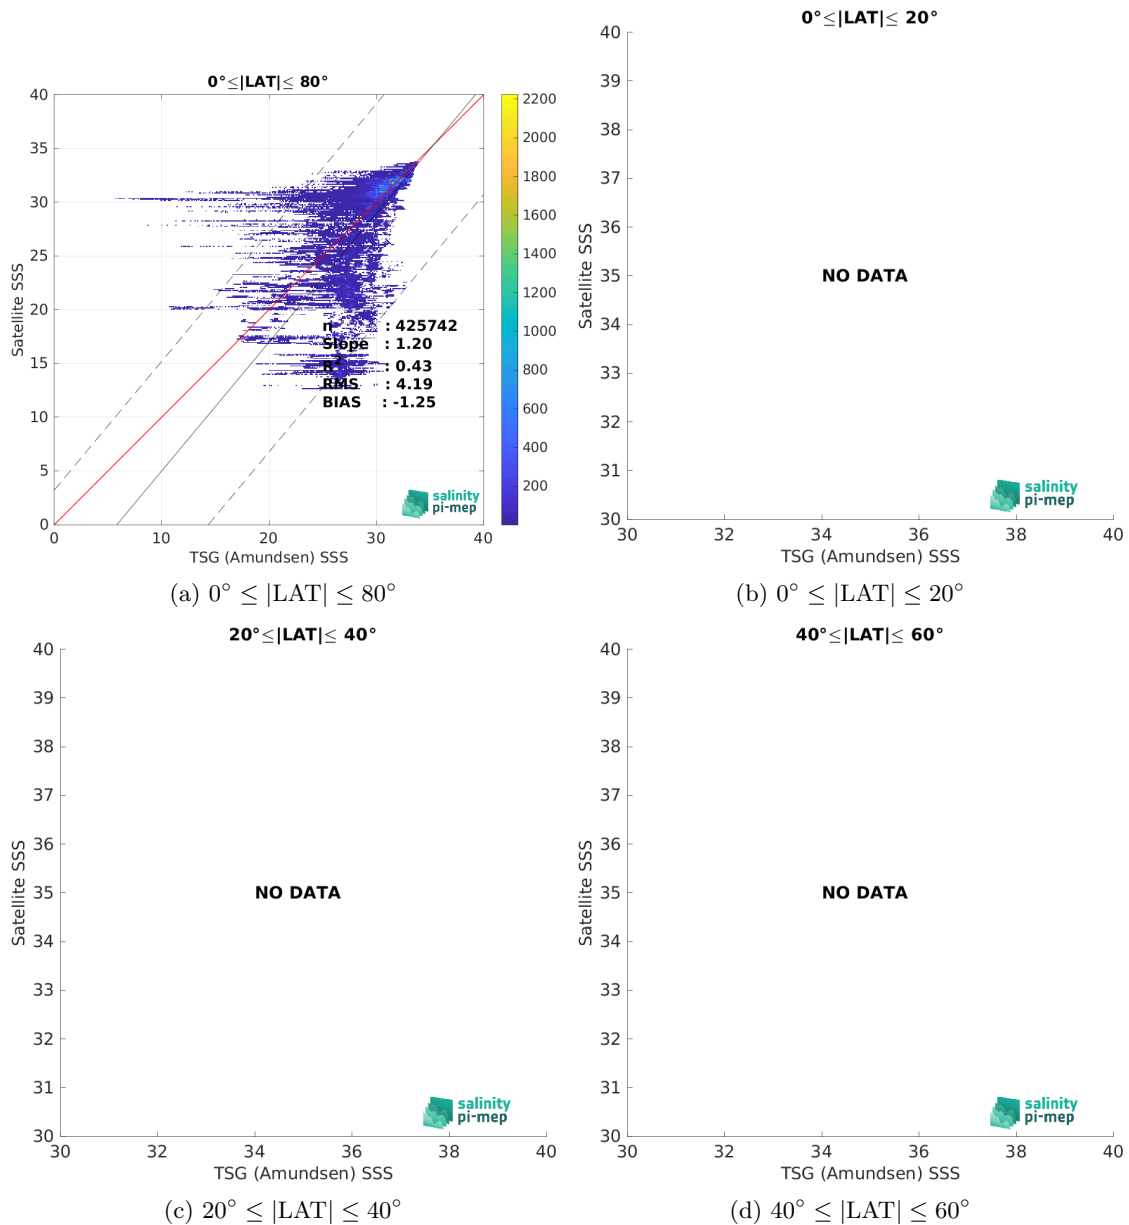 0°≤|LAT|≤ 80°
40
35
30
25
20
15
10
5
0
Satellite SSS
0
10
20
30
40
TSG (Amundsen) SSS
n : 425742
Slope : 1.20
R² : 0.43
RMS : 4.19
BIAS : -1.25
salinity
pi-mep
2200
2000
1800
1600
1400
1200
1000
800
600
400
200
(a) 0° ≤ |LAT| ≤ 80°
0°≤|LAT|≤ 20°
40
39
38
37
36
35
34
33
32
31
30
Satellite SSS
NO DATA
salinity
pi-mep
30
32
34
36
38
40
TSG (Amundsen) SSS
(b) 0° ≤ |LAT| ≤ 20°
20°≤|LAT|≤ 40°
40
39
38
37
36
35
34
33
32
31
30
Satellite SSS
NO DATA
salinity
pi-mep
30
32
34
36
38
40
TSG (Amundsen) SSS
(c) 20° ≤ |LAT| ≤ 40°
40°≤|LAT|≤ 60°
40
39
38
37
36
35
34
33
32
31
30
Satellite SSS
NO DATA
salinity
pi-mep
30
32
34
36
38
40
TSG (Amundsen) SSS
(d) 40° ≤ |LAT| ≤ 60°